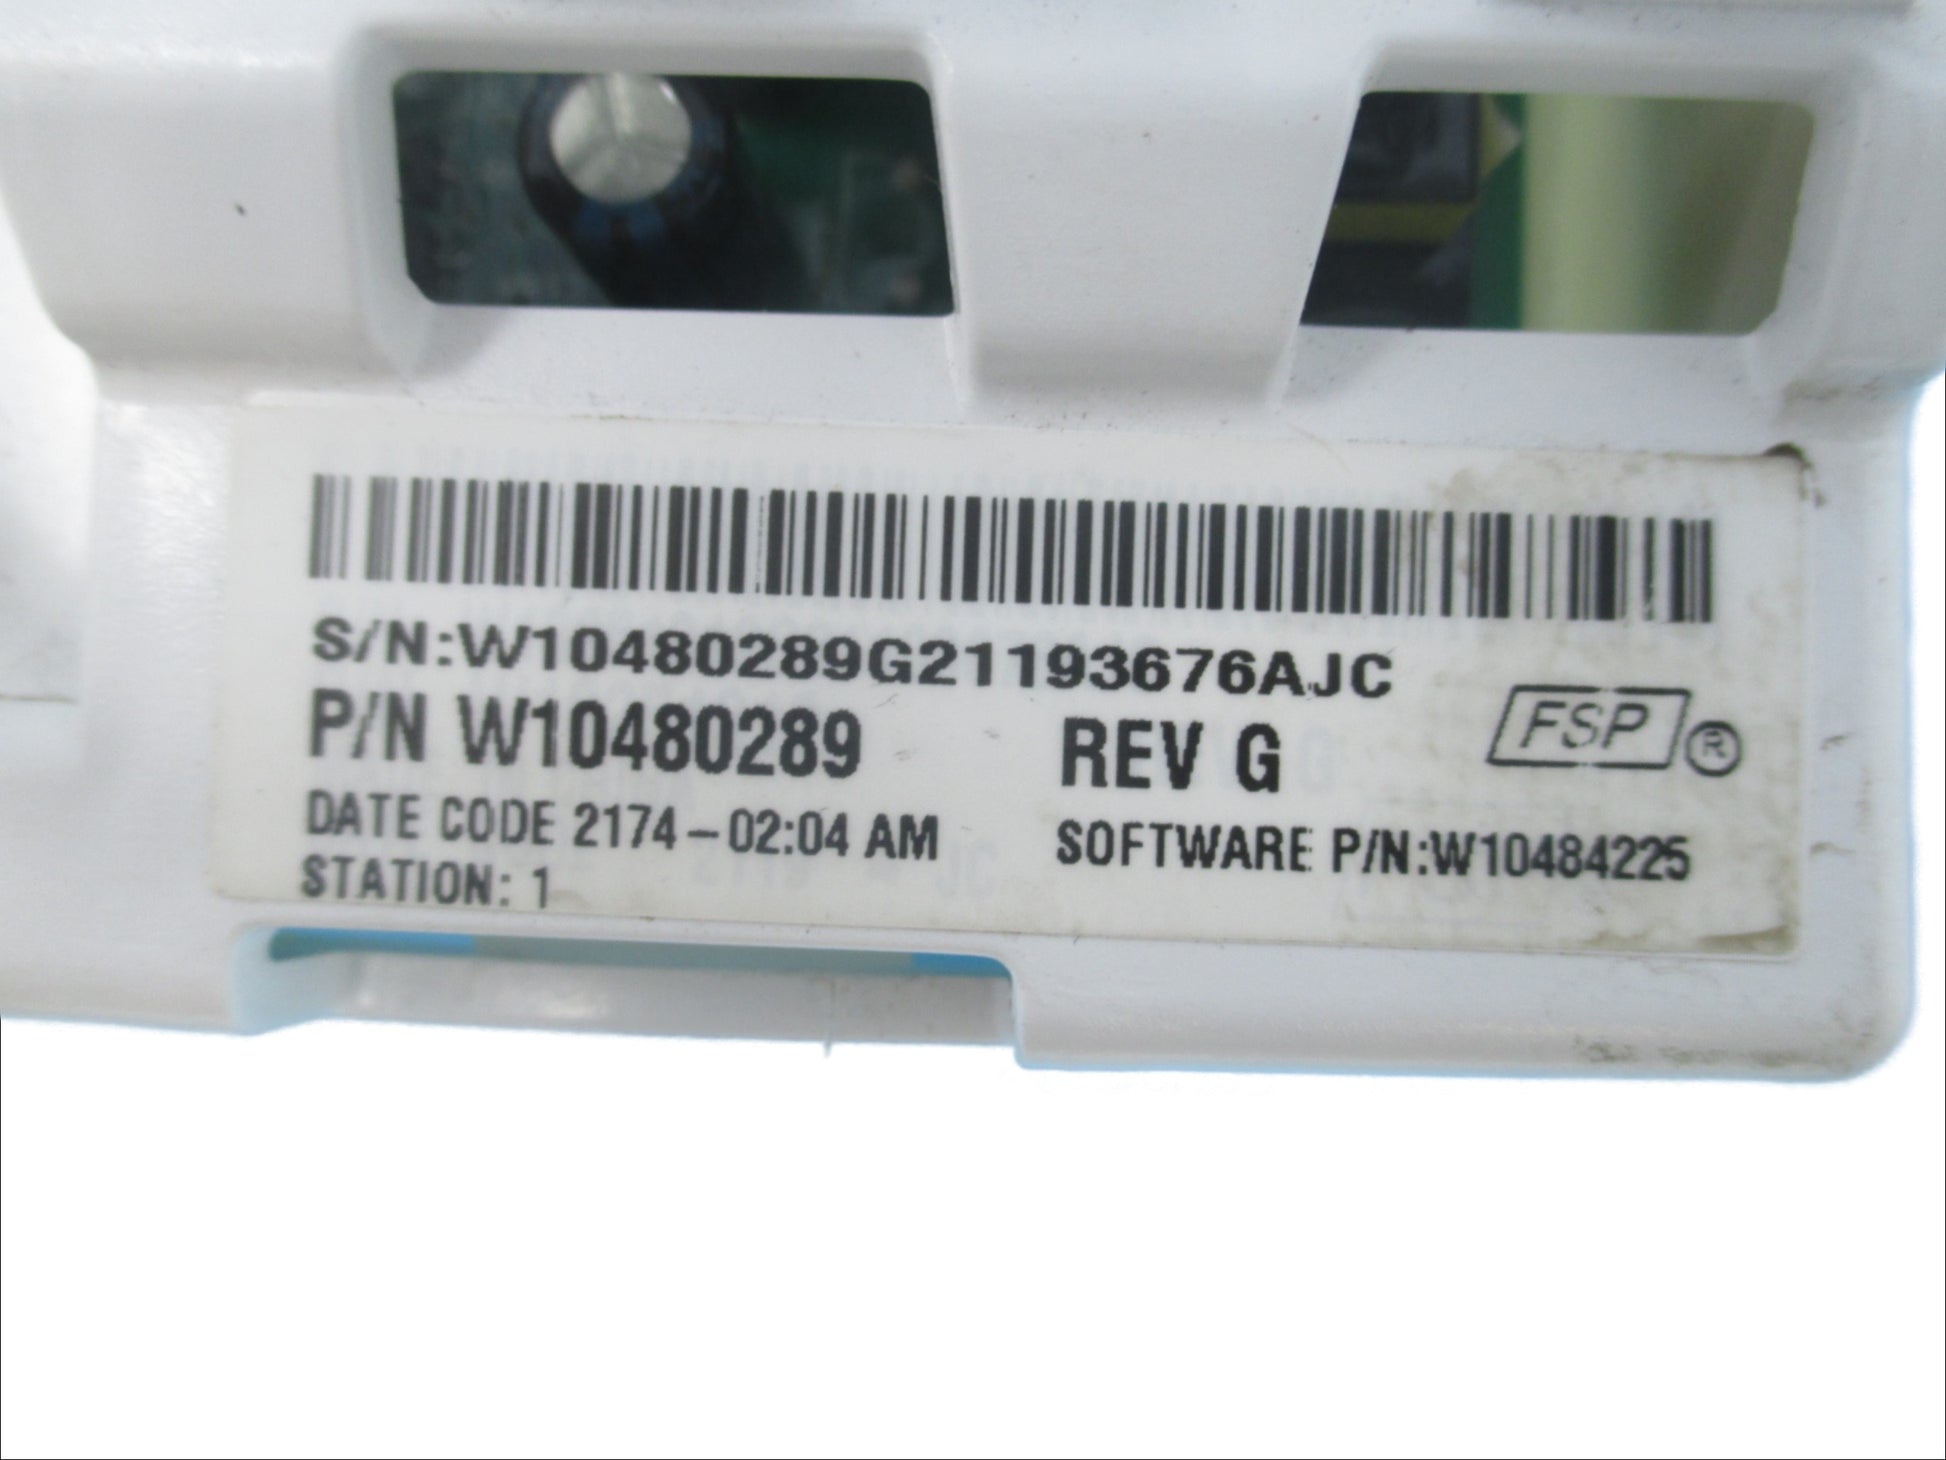 S/N:W10480289G21193676AJC
P/N W10480289 REV G FSP ®
DATE CODE 2174-02:04 AM SOFTWARE P/N:W10484225
STATION: 1